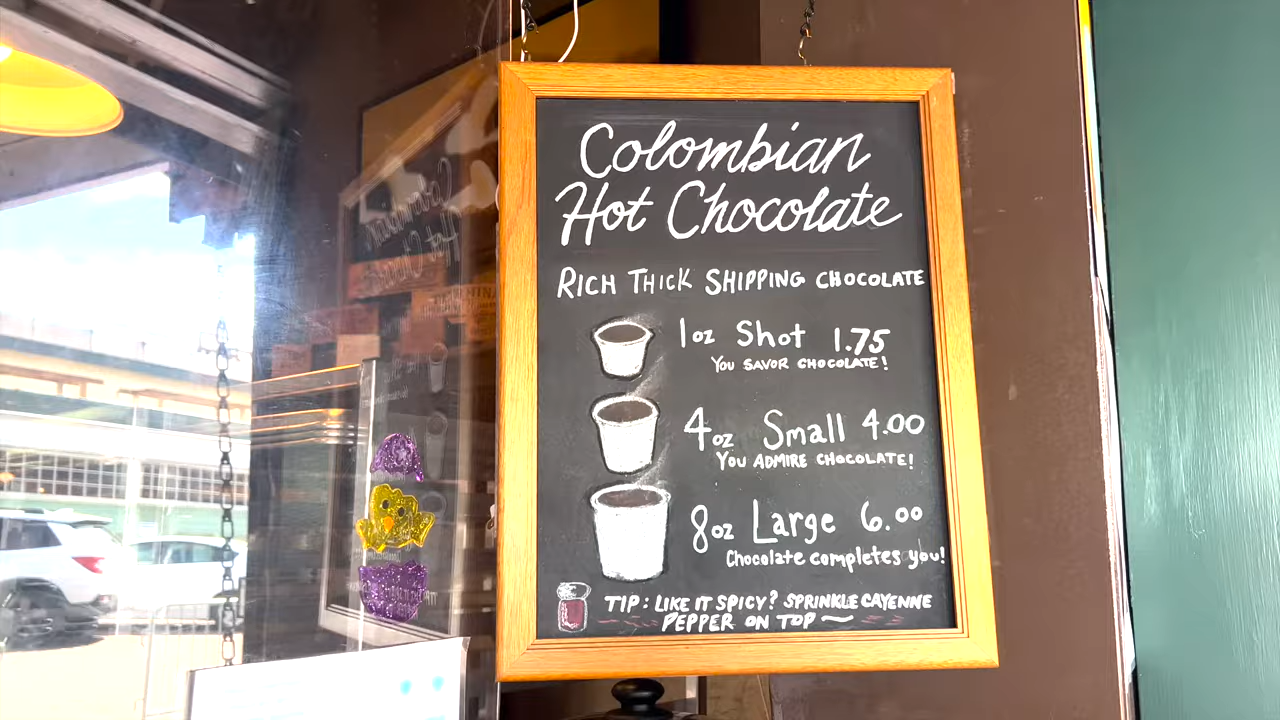 Colombian
Hot Chocolate
RICH THICK SHIPPING CHOCOLATE
1oz Shot 1.75
YOU SAVOR CHOCOLATE!
4oz Small 4.00
YOU ADMIRE CHOCOLATE!
8oz Large 6.00
Chocolate completes you!
TIP: LIKE IT SPICY? SPRINKLE CAYENNE
PEPPER ON TOP ~